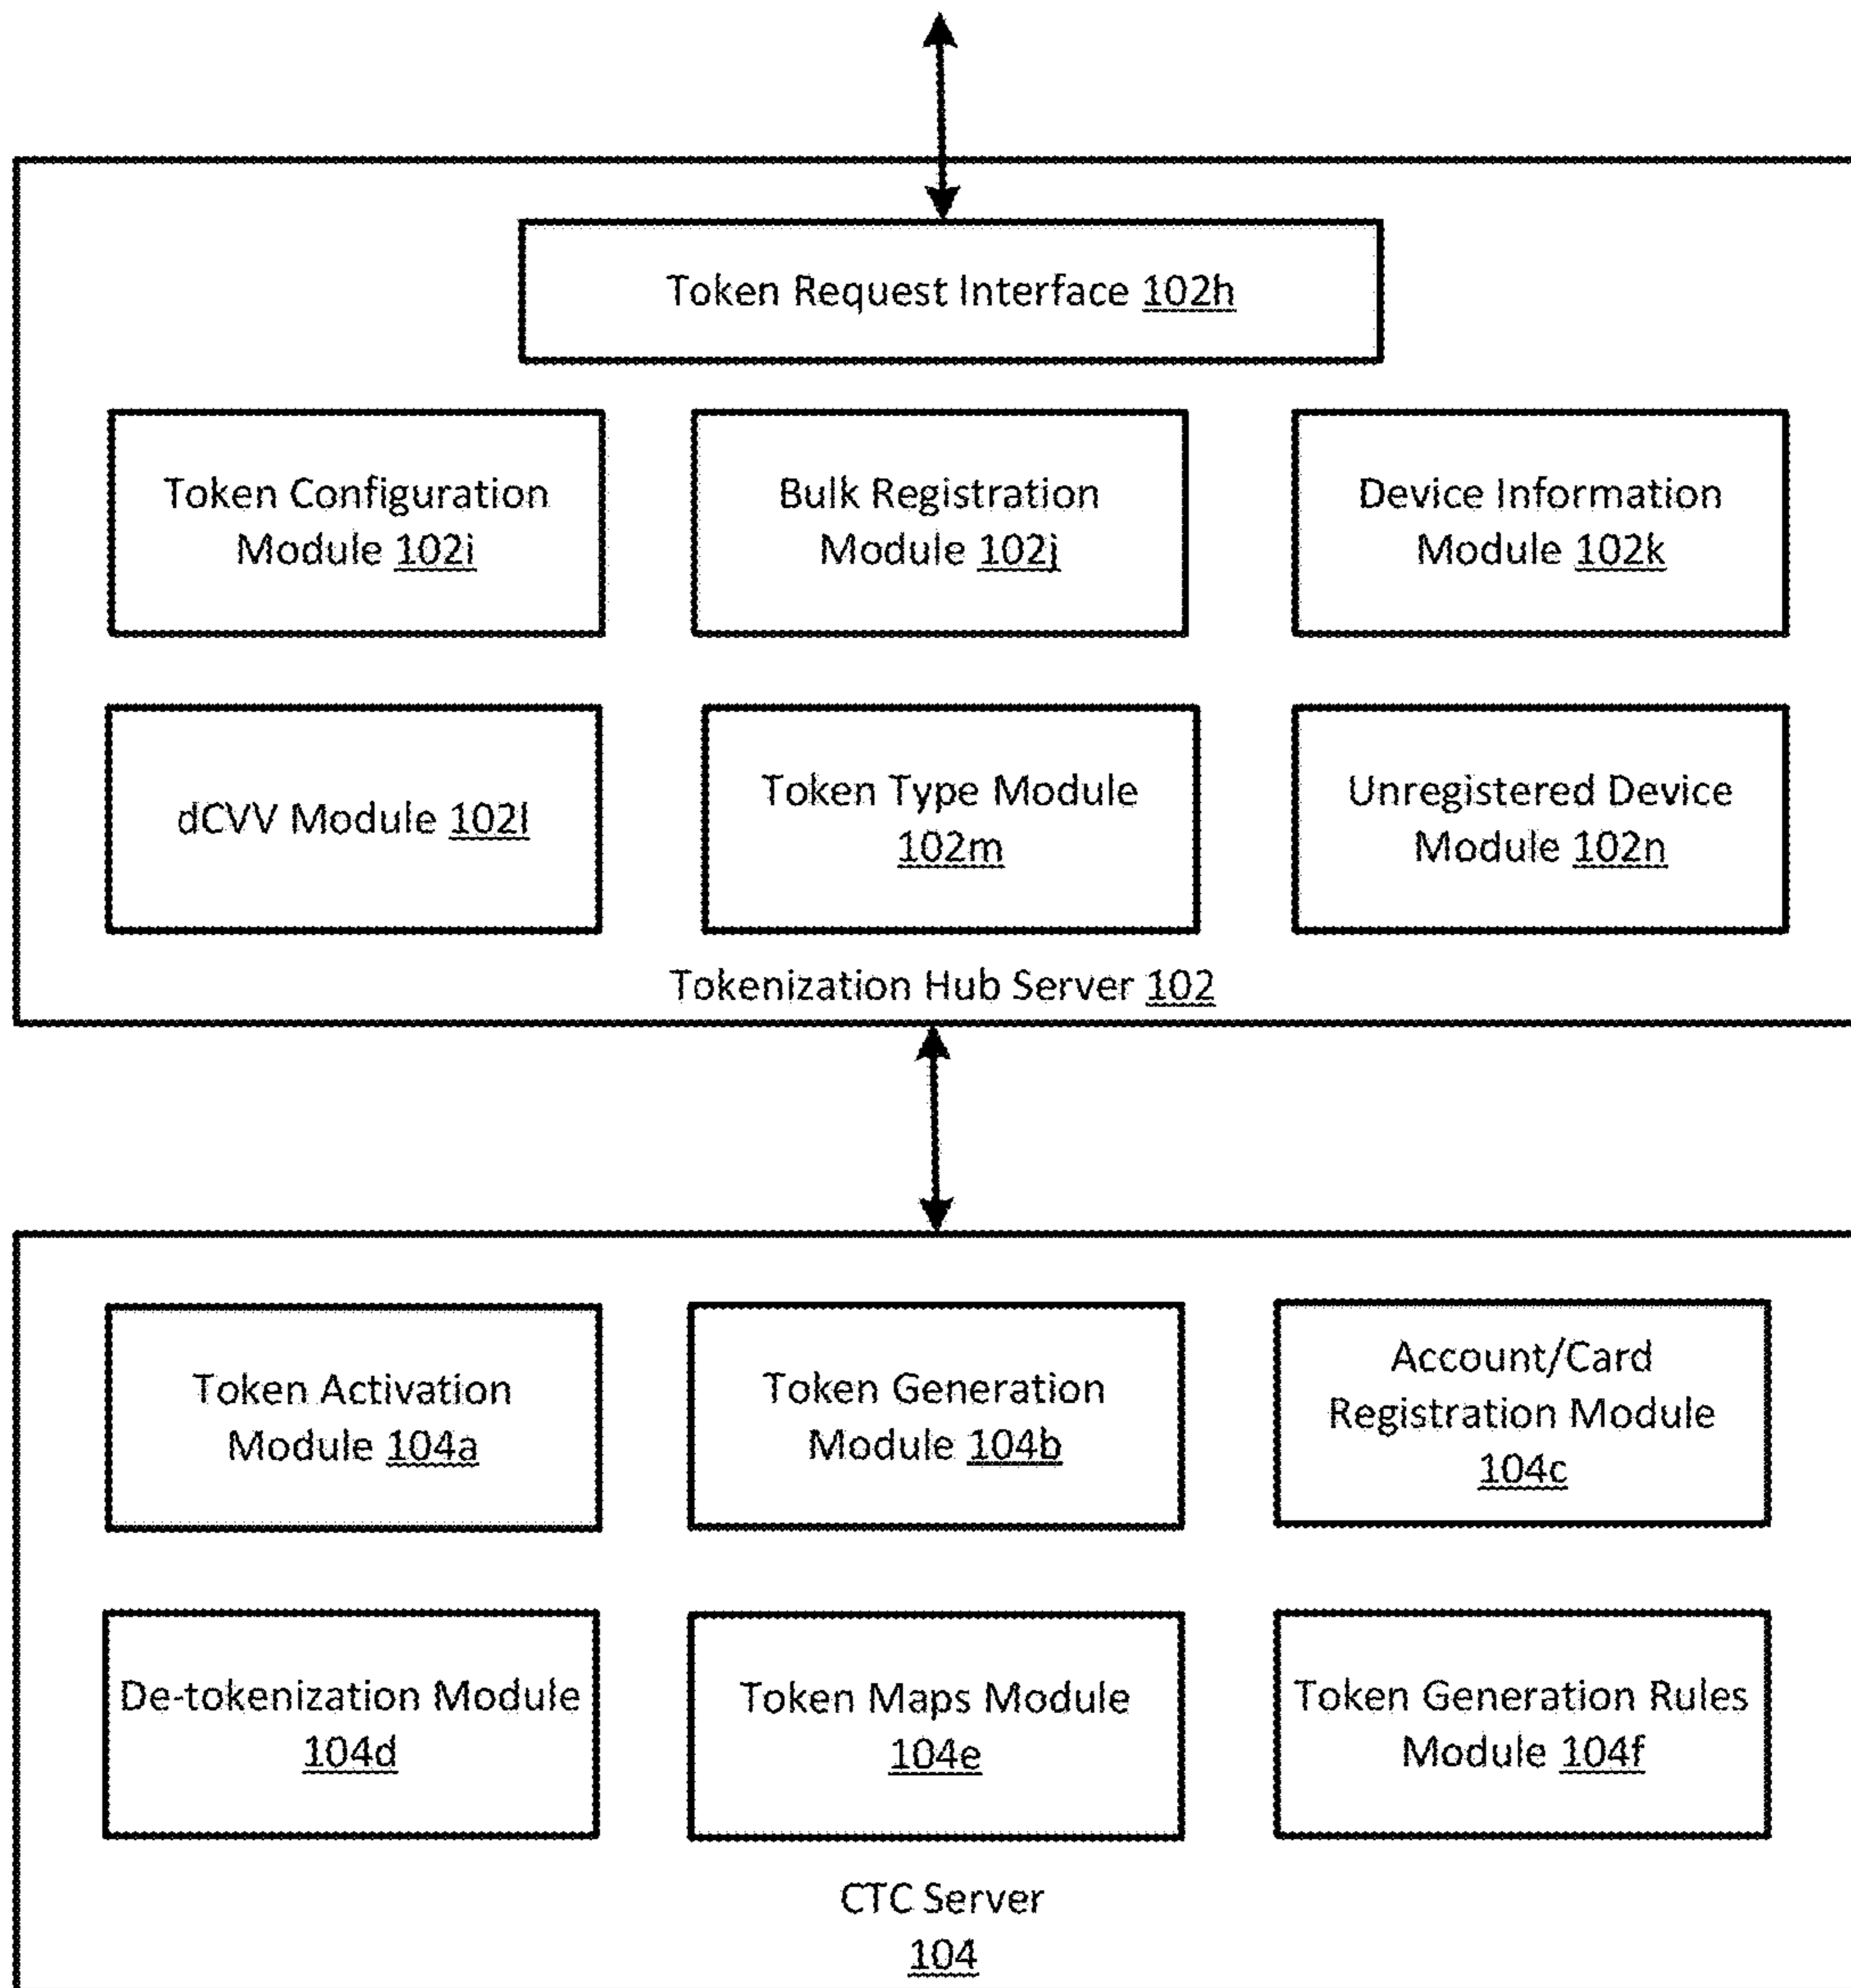 Token Request Interface 102h
Token Configuration
Module 102i
Bulk Registration
Module 102j
Device Information
Module 102k
dCVV Module 102l
Token Type Module
102m
Unregistered Device
Module 102n
Tokenization Hub Server 102
Token Activation
Module 104a
Token Generation
Module 104b
Account/Card
Registration Module
104c
De-tokenization Module
104d
Token Maps Module
104e
Token Generation Rules
Module 104f
CTC Server
104